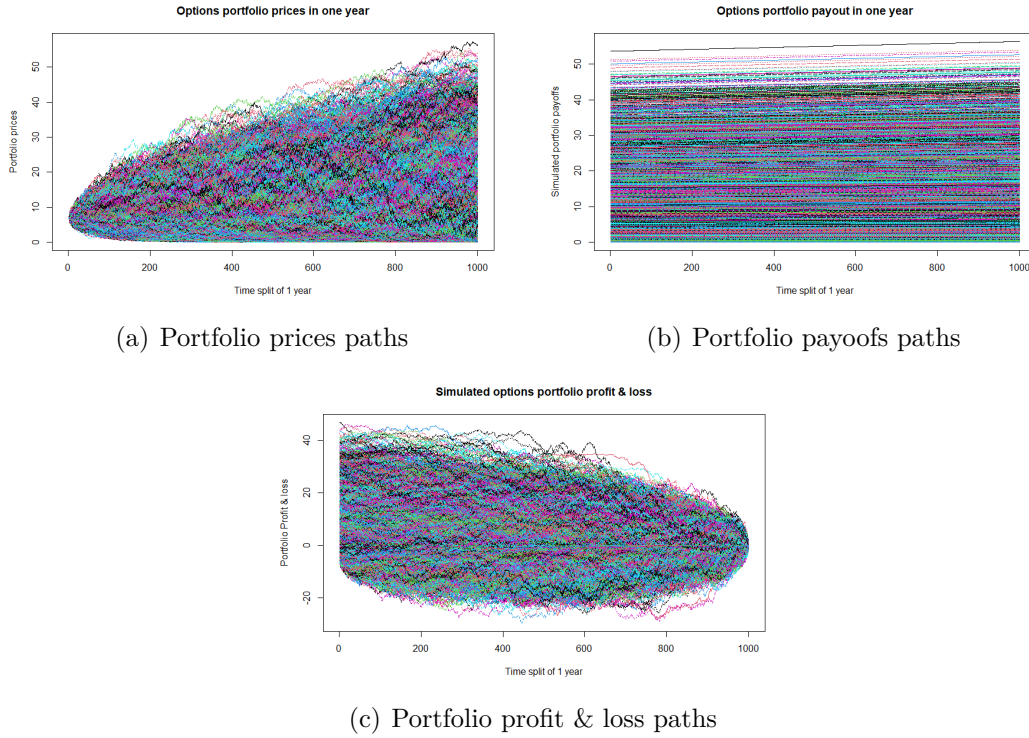 Options portfolio prices in one year
Portfolio prices
50
40
30
20
10
0
0 200 400 600 800 1000
Time split of 1 year
(a) Portfolio prices paths
Options portfolio payout in one year
Simulated portfolio payoffs
50
40
30
20
10
0
0 200 400 600 800 1000
Time split of 1 year
(b) Portfolio payoofs paths
Simulated options portfolio profit & loss
Portfolio Profit & loss
40
20
0
-20
0 200 400 600 800 1000
Time split of 1 year
(c) Portfolio profit & loss paths